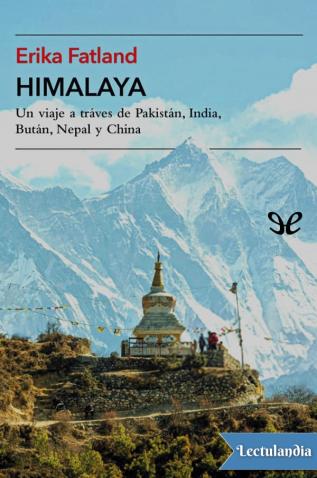 Erika Fatland
HIMALAYA
Un viaje a tráves de Pakistán, India,
Bután, Nepal y China
Lectulandia